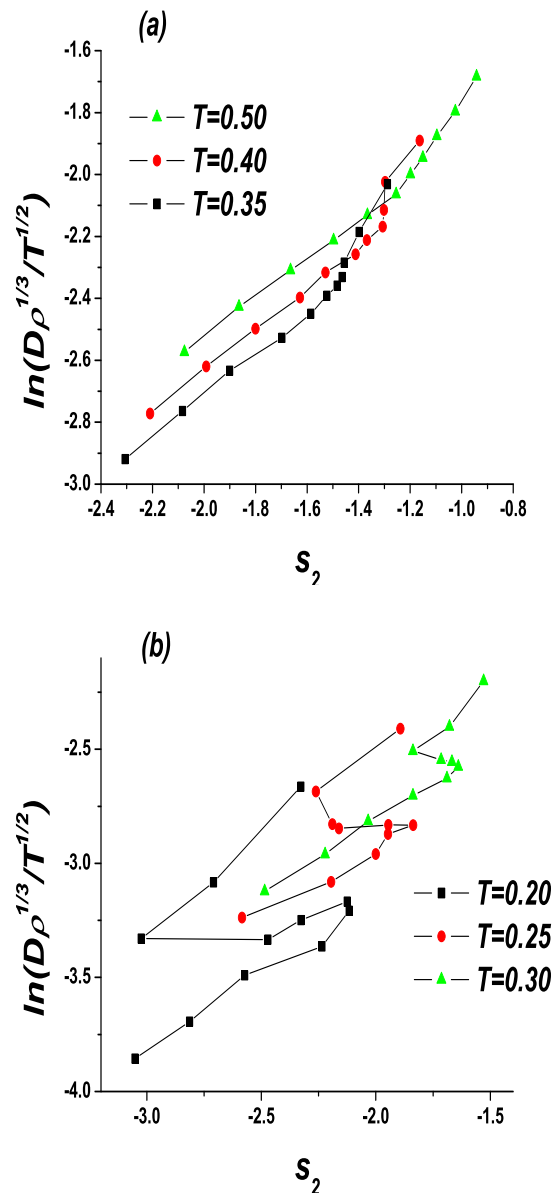 (a)
-1.6
-1.8
-2.0
-2.2
-2.4
-2.6
-2.8
-3.0
T=0.50
T=0.40
T=0.35
ln(Dρ^1/3/T^1/2)
-2.4 -2.2 -2.0 -1.8 -1.6 -1.4 -1.2 -1.0 -0.8
s_2
(b)
-2.5
-3.0
-3.5
-4.0
T=0.20
T=0.25
T=0.30
ln(Dρ^1/3/T^1/2)
-3.0 -2.5 -2.0 -1.5
s_2